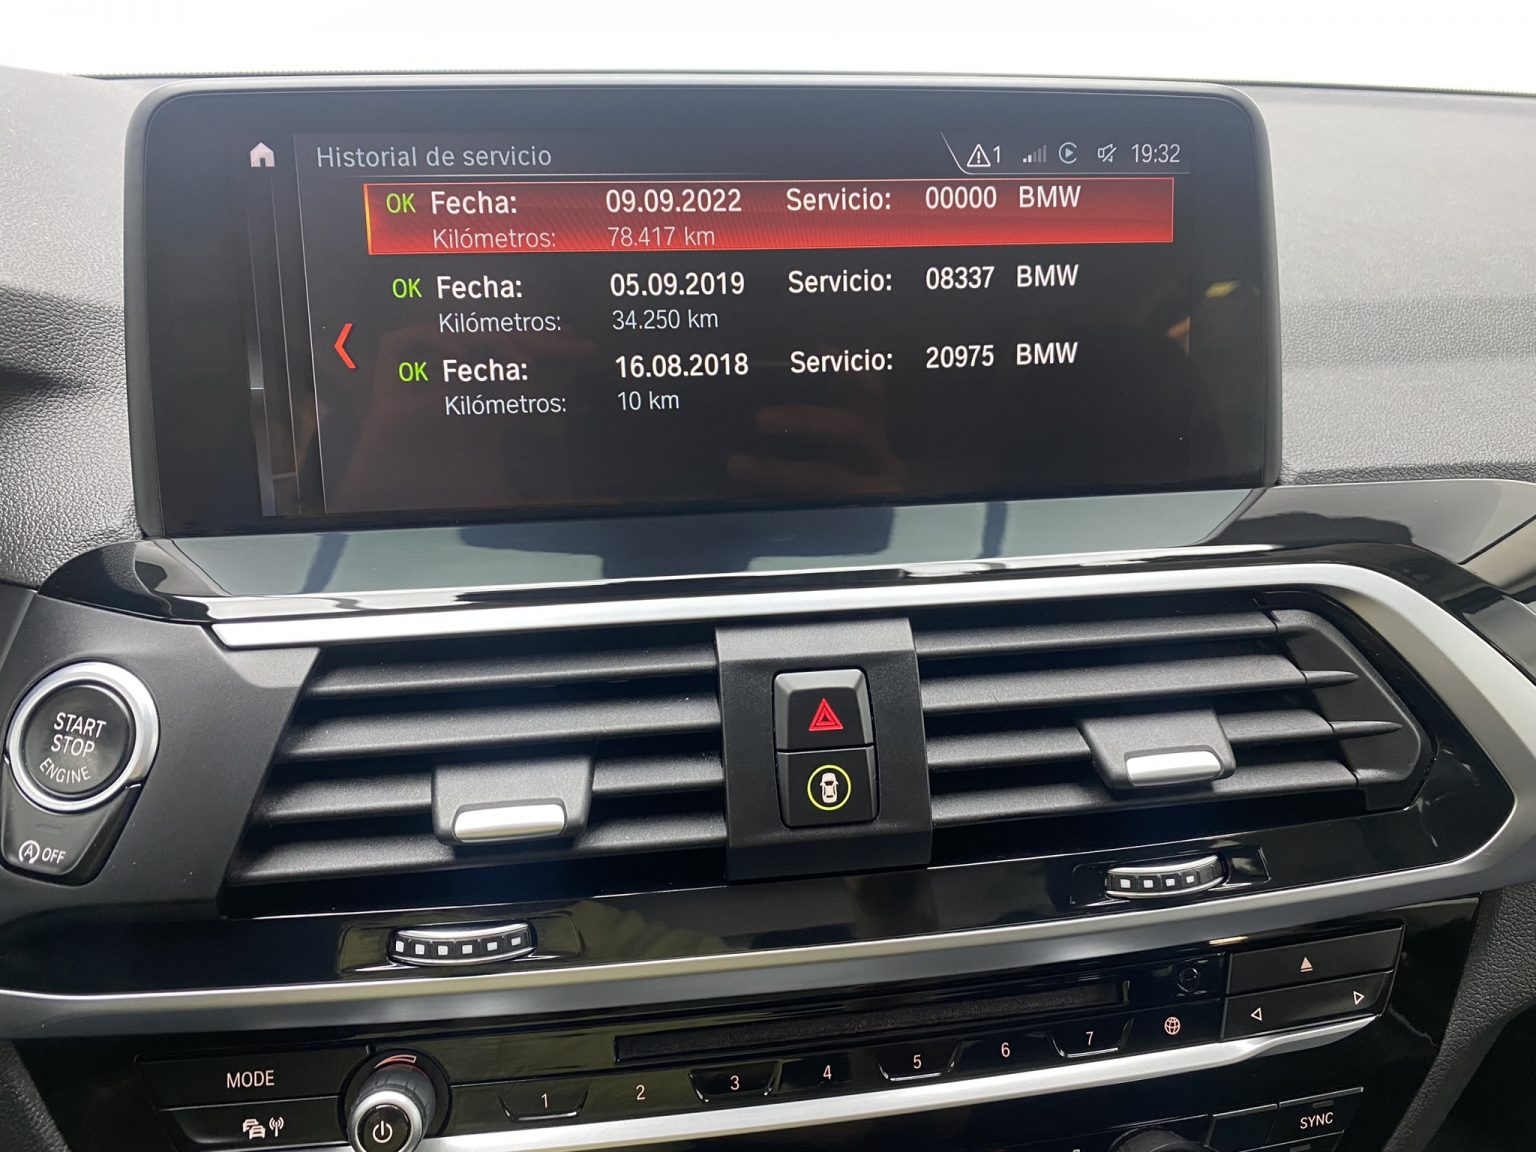 Historial de servicio 1 19:32
OK Fecha: 09.09.2022 Servicio: 00000 BMW
Kilómetros: 78.417 km
OK Fecha: 05.09.2019 Servicio: 08337 BMW
Kilómetros: 34.250 km
OK Fecha: 16.08.2018 Servicio: 20975 BMW
Kilómetros: 10 km
START
STOP
ENGINE
A OFF
MODE
1 2 3 4 5 6 7
SYNC